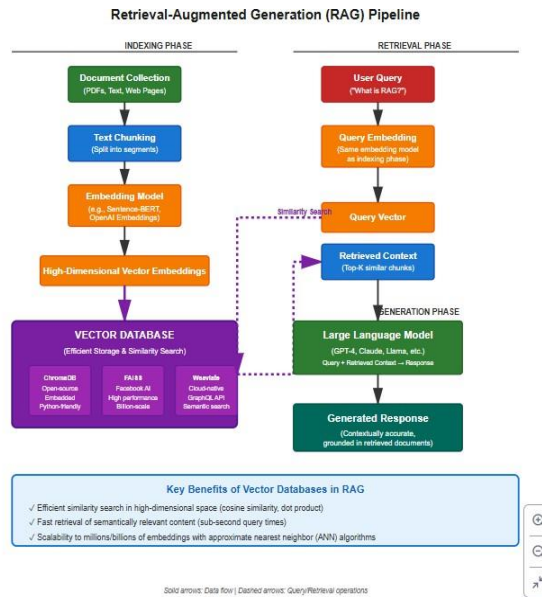 Retrieval-Augmented Generation (RAG) Pipeline
INDEXING PHASE
Document Collection
(PDFs, Text, Web Pages)
Text Chunking
(Split into segments)
Embedding Model
(e.g., Sentence-BERT,
OpenAI Embeddings)
High-Dimensional Vector Embeddings
VECTOR DATABASE
(Efficient Storage & Similarity Search)
ChromaDB
Open-source
Embedded
Python-friendly
FAISS
Facebook AI
High performance
Billion-scale
Weaviate
Cloud-native
GraphQL API
Semantic search
RETRIEVAL PHASE
User Query
("What is RAG?")
Query Embedding
(Same embedding model
as indexing phase)
Similarity Search
Query Vector
Retrieved Context
(Top-K similar chunks)
GENERATION PHASE
Large Language Model
(GPT-4, Claude, Llama, etc.)
Query + Retrieved Context → Response
Generated Response
(Contextually accurate,
grounded in retrieved documents)
Key Benefits of Vector Databases in RAG
✓ Efficient similarity search in high-dimensional space (cosine similarity, dot product)
✓ Fast retrieval of semantically relevant content (sub-second query times)
✓ Scalability to millions/billions of embeddings with approximate nearest neighbor (ANN) algorithms
Solid arrows: Data flow | Dashed arrows: Query/Retrieval operations